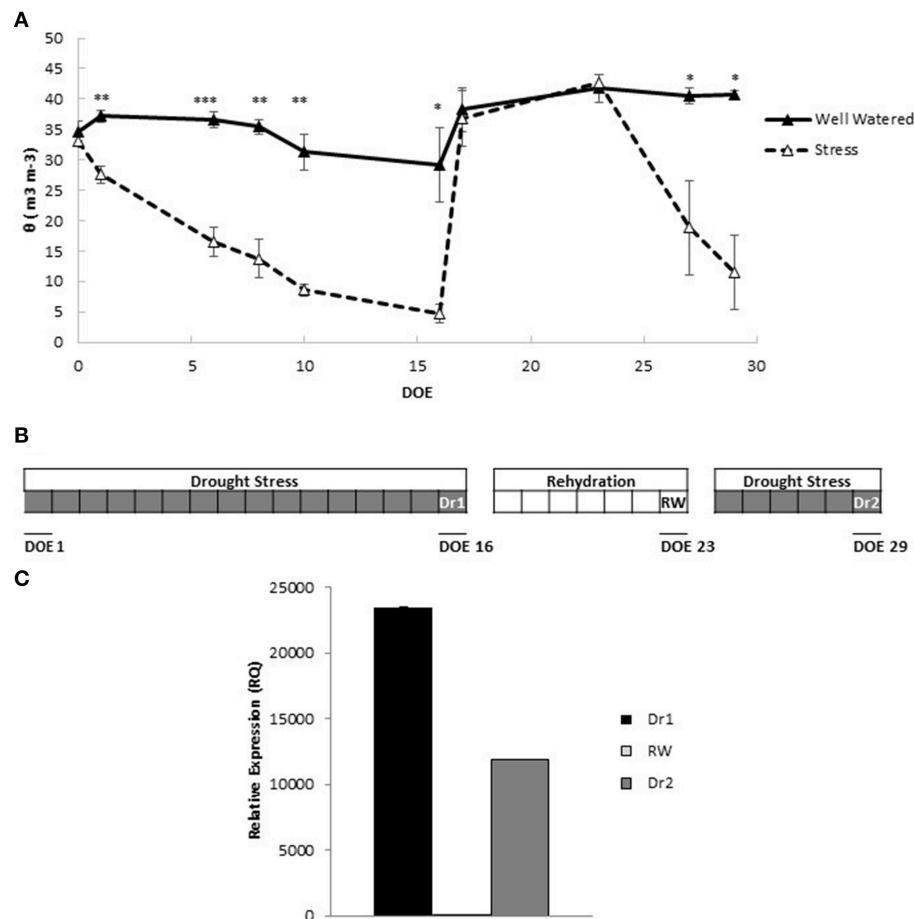 A
50
45
40
35
30
25
20
15
10
5
0
θ ( m3 m-3)
** *** ** ** * * *
0 5 10 15 20 25 30
DOE
Well Watered
Stress
B
Drought Stress Rehydration Drought Stress
Dr1 RW Dr2
DOE 1 DOE 16 DOE 23 DOE 29
C
25000
20000
15000
10000
5000
0
Relative Expression (RQ)
Dr1
RW
Dr2